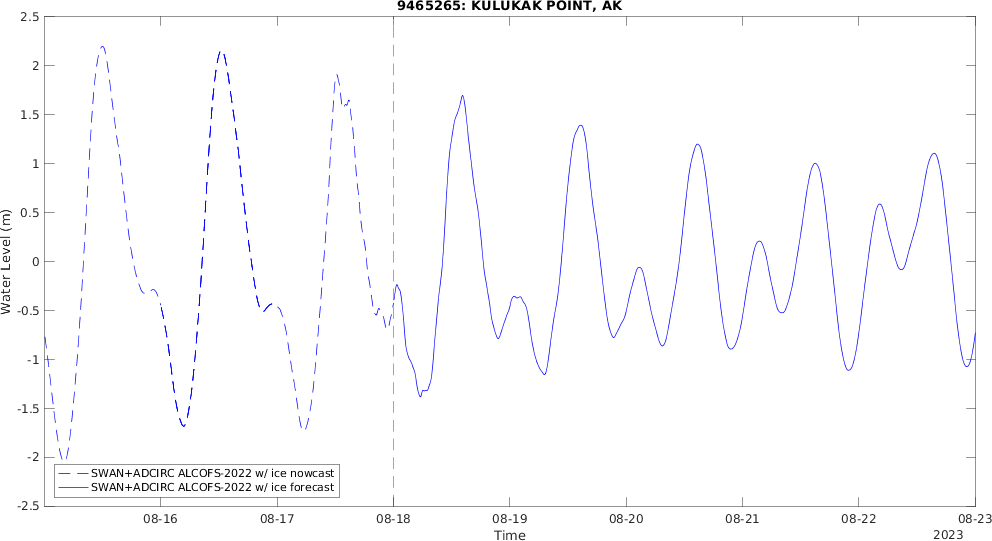 9465265: KULUKAK POINT, AK
2.5
2
1.5
1
0.5
0
-0.5
-1
-1.5
-2
-2.5
Water Level (m)
SWAN+ADCIRC ALCOFS-2022 w/ ice nowcast
SWAN+ADCIRC ALCOFS-2022 w/ ice forecast
08-16 08-17 08-18 08-19 08-20 08-21 08-22 08-23
Time
2023